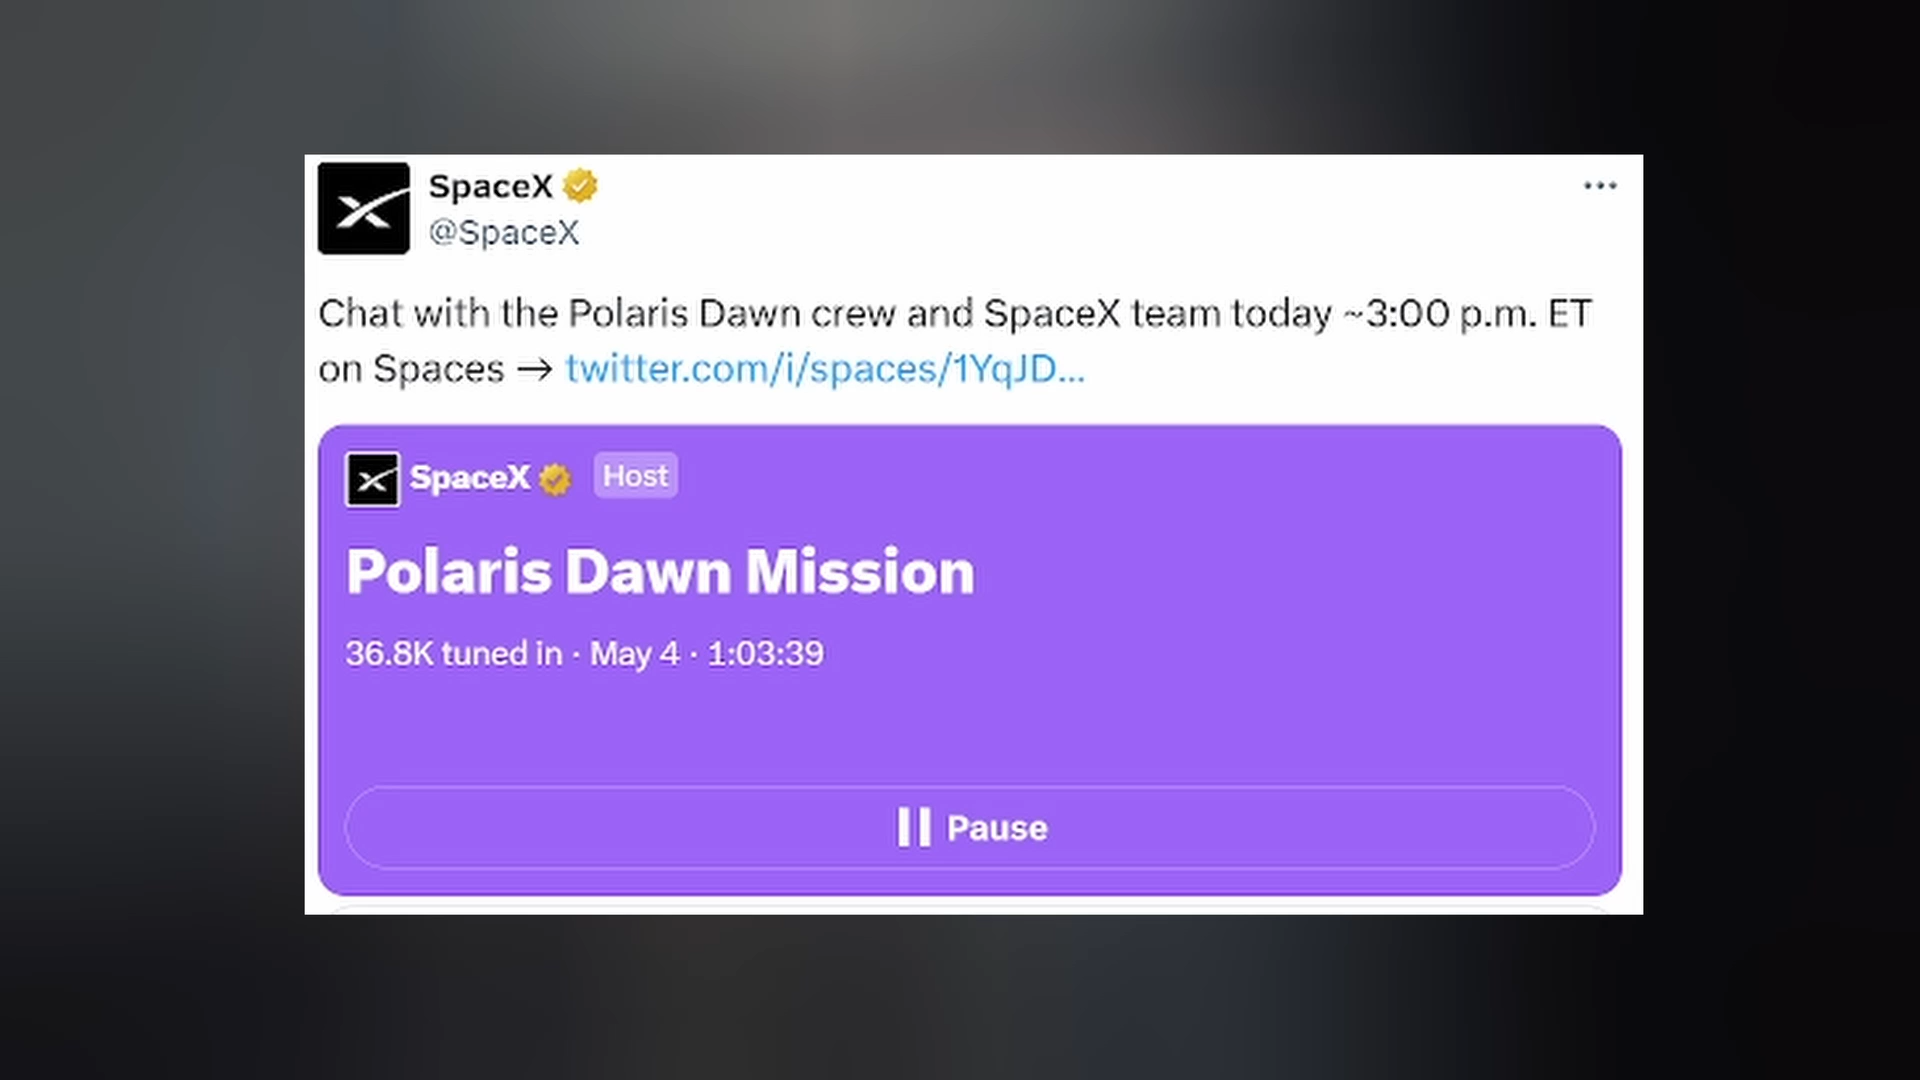 SpaceX
@SpaceX
Chat with the Polaris Dawn crew and SpaceX team today ~3:00 p.m. ET
on Spaces → twitter.com/i/spaces/1YqJD...
SpaceX Host
Polaris Dawn Mission
36.8K tuned in · May 4 · 1:03:39
Pause